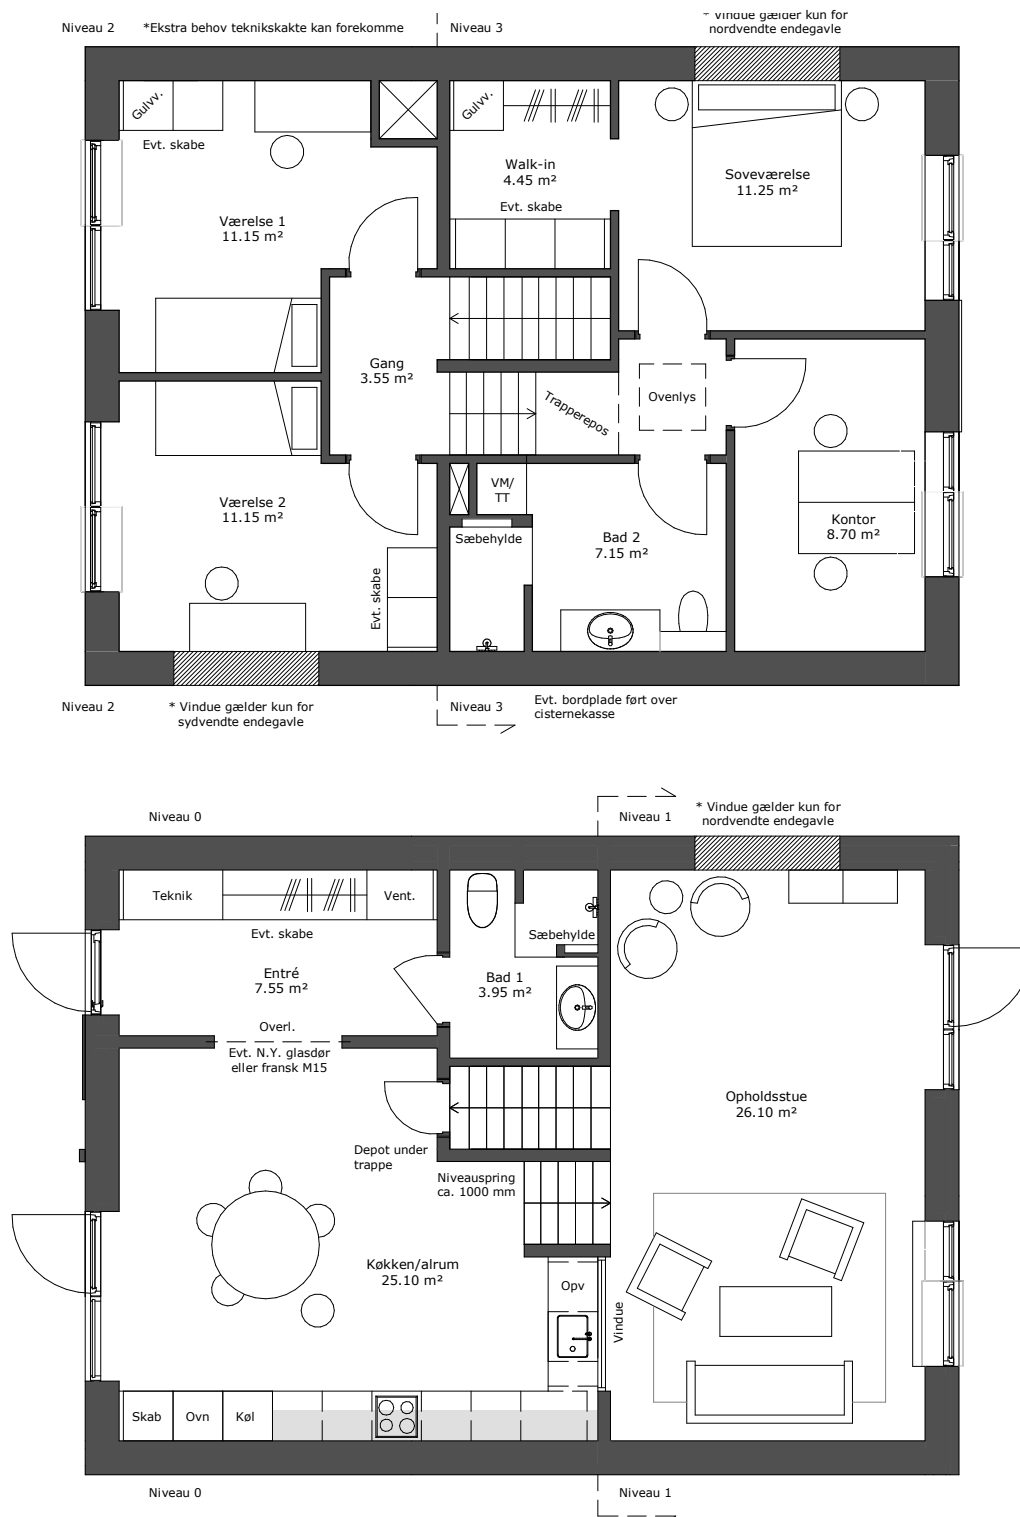 Niveau 2
*Ekstra behov teknikskakte kan forekomme
Niveau 3
* Vindue gælder kun for
nordvendte endegavle
Gulvv.
Evt. skabe
Værelse 1
11.15 m²
Gulvv.
Walk-in
4.45 m²
Evt. skabe
Soveværelse
11.25 m²
Gang
3.55 m²
Trapperepos
Ovenlys
Værelse 2
11.15 m²
Evt. skabe
VM/
TT
Sæbehylde
Bad 2
7.15 m²
Kontor
8.70 m²
Niveau 2
* Vindue gælder kun for
sydvendte endegavle
Niveau 3
Evt. bordplade ført over
cisternekasse
Niveau 0
Niveau 1
* Vindue gælder kun for
nordvendte endegavle
Teknik
Vent.
Evt. skabe
Sæbehylde
Entré
7.55 m²
Bad 1
3.95 m²
Overl.
Evt. N.Y. glasdør
eller fransk M15
Opholdsstue
26.10 m²
Depot under
trappe
Niveauspring
ca. 1000 mm
Køkken/alrum
25.10 m²
Opv
Vindue
Skab
Ovn
Køl
Niveau 0
Niveau 1